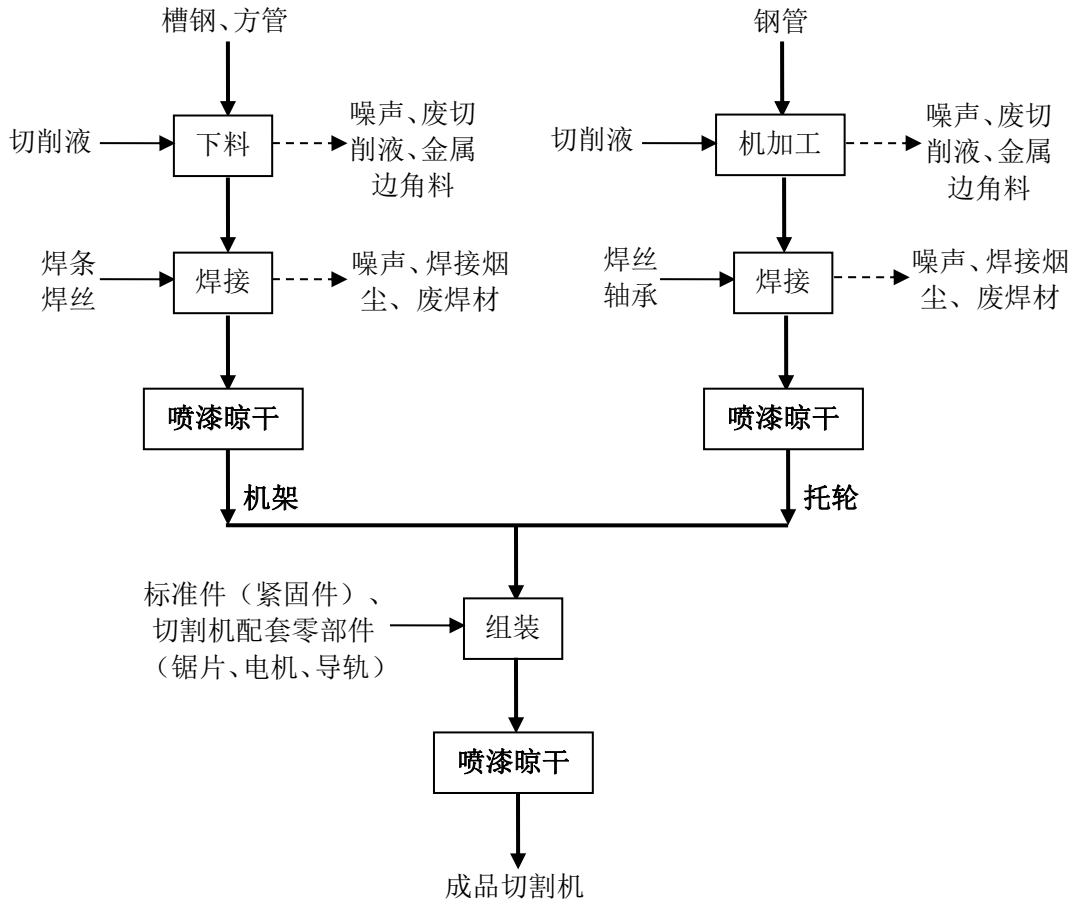 槽钢、方管
钢管
切削液
下料
噪声、废切
削液、金属
边角料
切削液
机加工
噪声、废切
削液、金属
边角料
焊条
焊丝
焊接
噪声、焊接烟
尘、废焊材
焊丝
轴承
焊接
噪声、焊接烟
尘、废焊材
喷漆晾干
喷漆晾干
机架
托轮
标准件（紧固件）、
切割机配套零部件
（锯片、电机、导轨）
组装
喷漆晾干
成品切割机